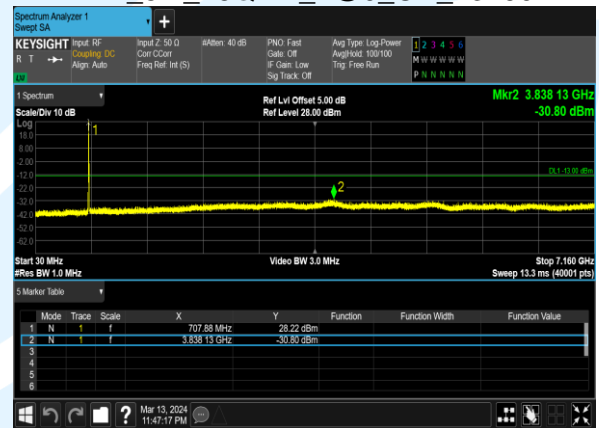 Spectrum Analyzer 1
Swept SA
+
KEYSIGHT Input: RF Input Z: 50 Ω #Atten: 40 dB PNO: Fast Avg Type: Log-Power 1 2 3 4 5 6
R T Coupling: DC Corr CCorr Gate: Off Avg|Hold: 100/100 M W W W W W
Align: Auto Freq Ref: Int (S) IF Gain: Low Trig: Free Run
Sig Track: Off P N N N N N
1 Spectrum Ref Lvl Offset 5.00 dB Mkr2 3.838 13 GHz
Scale/Div 10 dB Ref Level 28.00 dBm -30.80 dBm
Log
1
18.0
8.00
-2.00
DL1 -13.00 dBm
-12.0
-22.0
2
-32.0
-42.0
-52.0
-62.0
Start 30 MHz Video BW 3.0 MHz Stop 7.160 GHz
#Res BW 1.0 MHz Sweep 13.3 ms (40001 pts)
5 Marker Table
Mode Trace Scale X Y Function Function Width Function Value
1 N 1 f 707.88 MHz 28.22 dBm
2 N 1 f 3.838 13 GHz -30.80 dBm
3
4
5
6
? Mar 13, 2024
11:47:17 PM